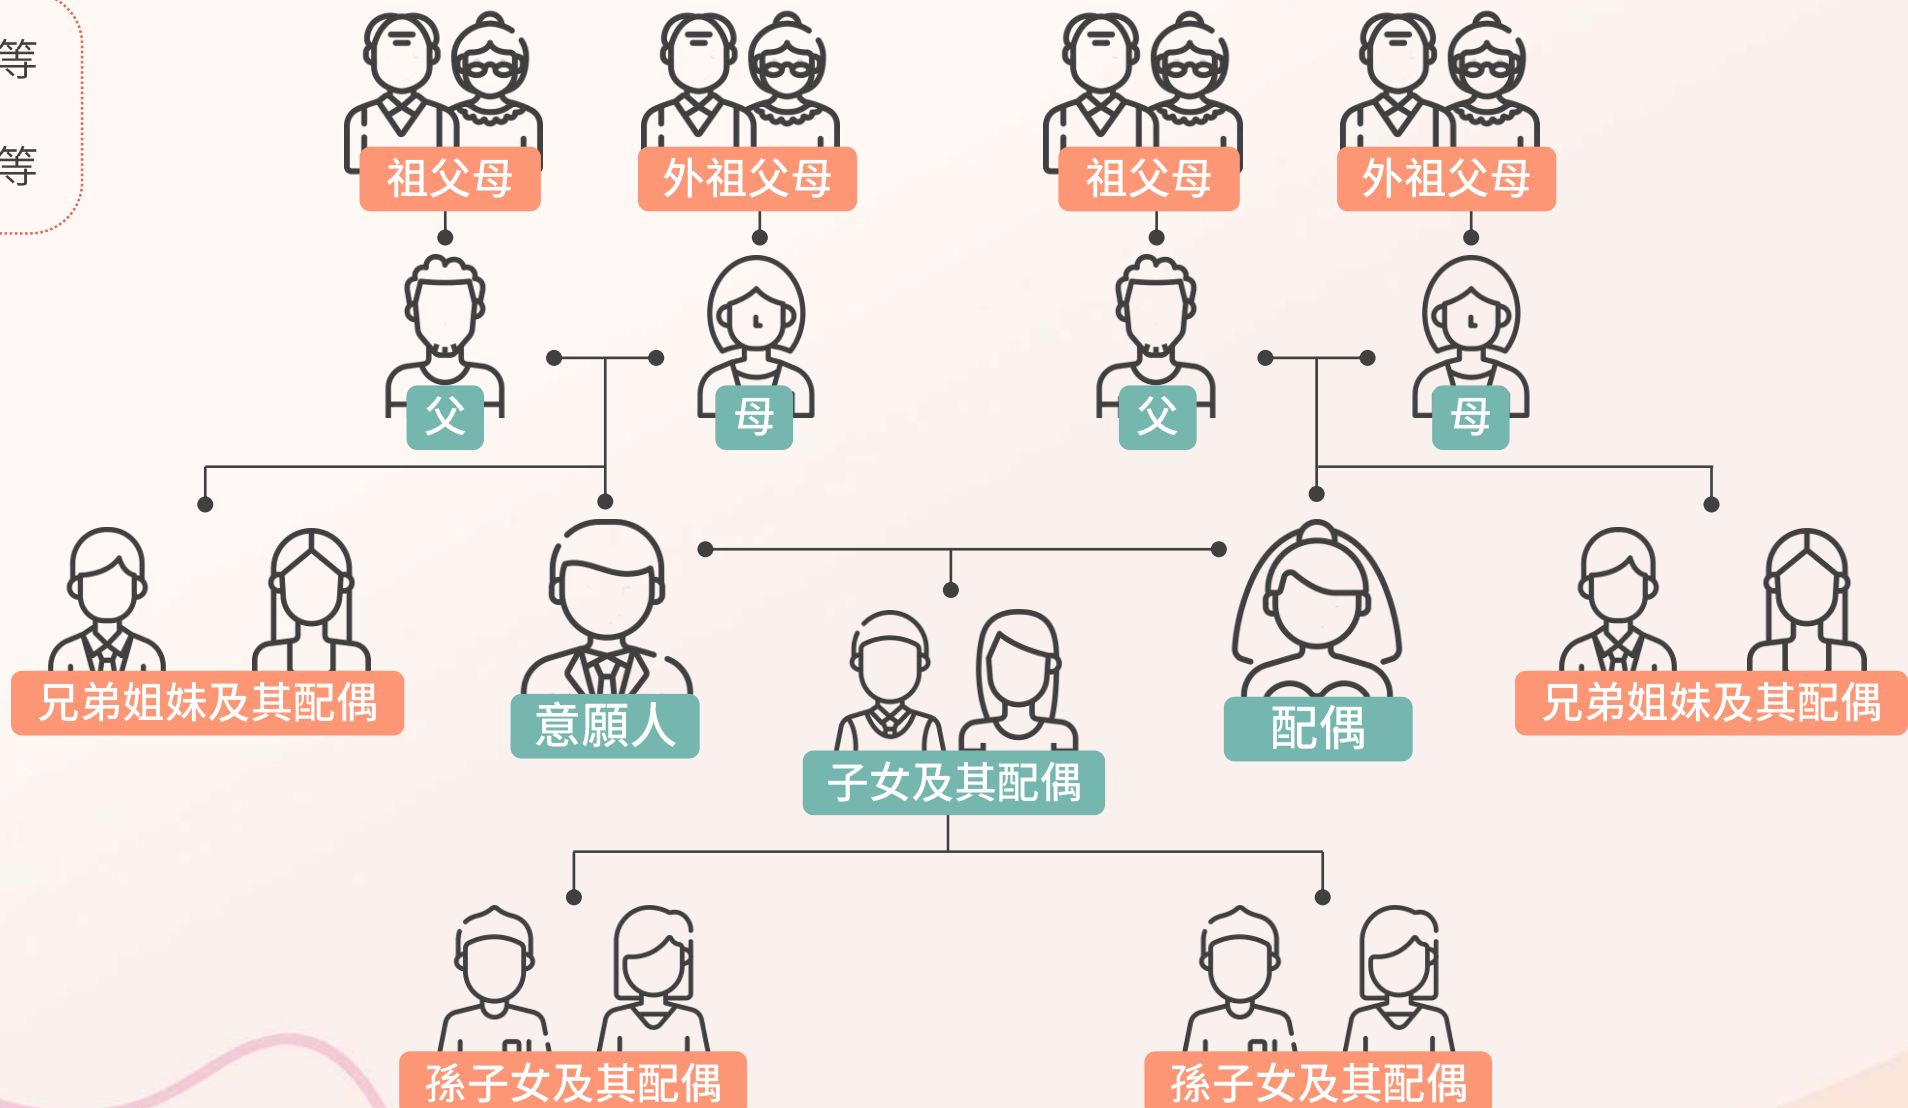 等
等
祖父母
外祖父母
祖父母
外祖父母
父
母
父
母
兄弟姐妹及其配偶
意願人
子女及其配偶
配偶
兄弟姐妹及其配偶
孫子女及其配偶
孫子女及其配偶